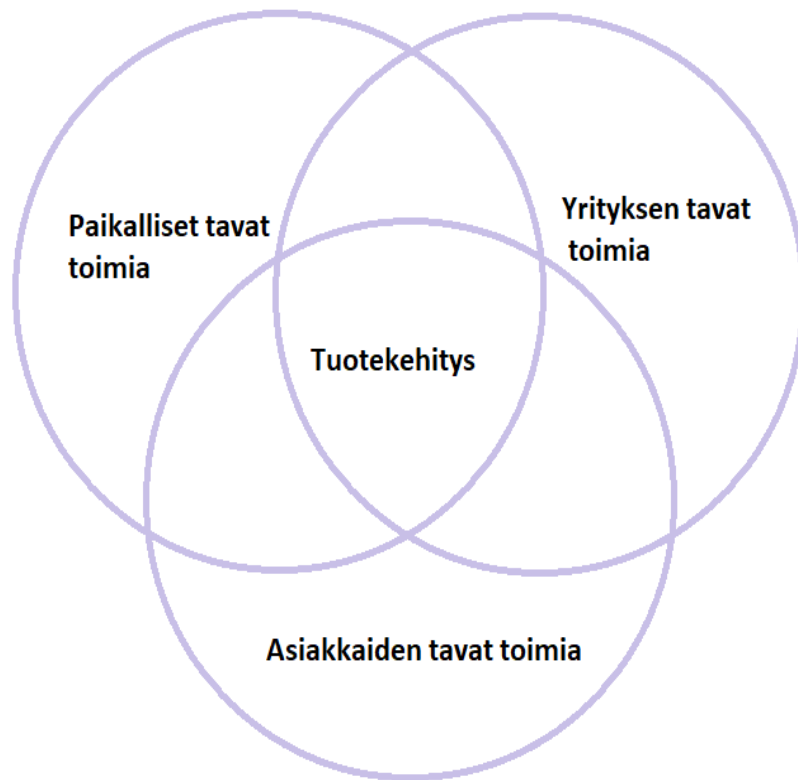 Paikalliset tavat
toimia
Yrityksen tavat
toimia
Tuotekehitys
Asiakkaiden tavat toimia